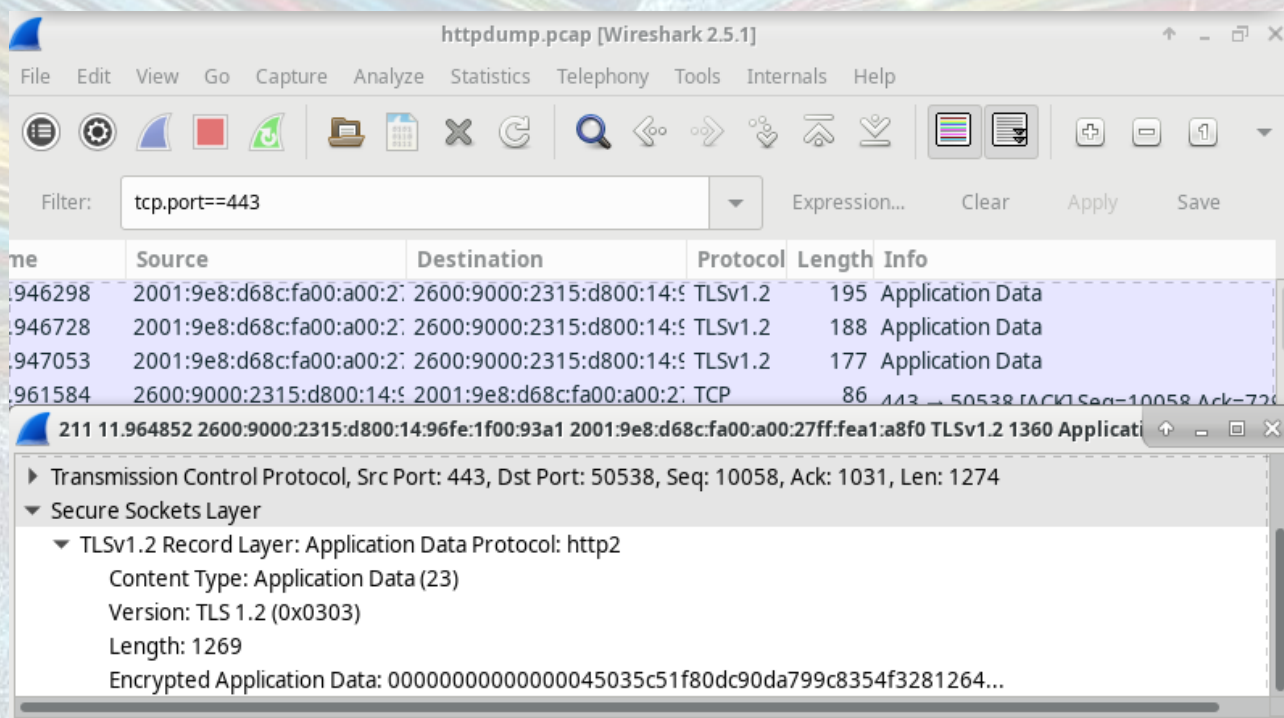 httpdump.pcap [Wireshark 2.5.1]
File Edit View Go Capture Analyze Statistics Telephony Tools Internals Help
Filter: tcp.port==443 Expression... Clear Apply Save
me Source Destination Protocol Length Info
.946298 2001:9e8:d68c:fa00:a00:2 2600:9000:2315:d800:14:9 TLSv1.2 195 Application Data
.946728 2001:9e8:d68c:fa00:a00:2 2600:9000:2315:d800:14:9 TLSv1.2 188 Application Data
.947053 2001:9e8:d68c:fa00:a00:2 2600:9000:2315:d800:14:9 TLSv1.2 177 Application Data
.961584 2600:9000:2315:d800:14:9 2001:9e8:d68c:fa00:a00:2 TCP 86 443 → 50538 [ACK] Seq=10058 Ack=728
211 11.964852 2600:9000:2315:d800:14:96fe:1f00:93a1 2001:9e8:d68c:fa00:a00:27ff:fea1:a8f0 TLSv1.2 1360 Applicati
Transmission Control Protocol, Src Port: 443, Dst Port: 50538, Seq: 10058, Ack: 1031, Len: 1274
Secure Sockets Layer
TLSv1.2 Record Layer: Application Data Protocol: http2
Content Type: Application Data (23)
Version: TLS 1.2 (0x0303)
Length: 1269
Encrypted Application Data: 00000000000000045035c51f80dc90da799c8354f3281264...